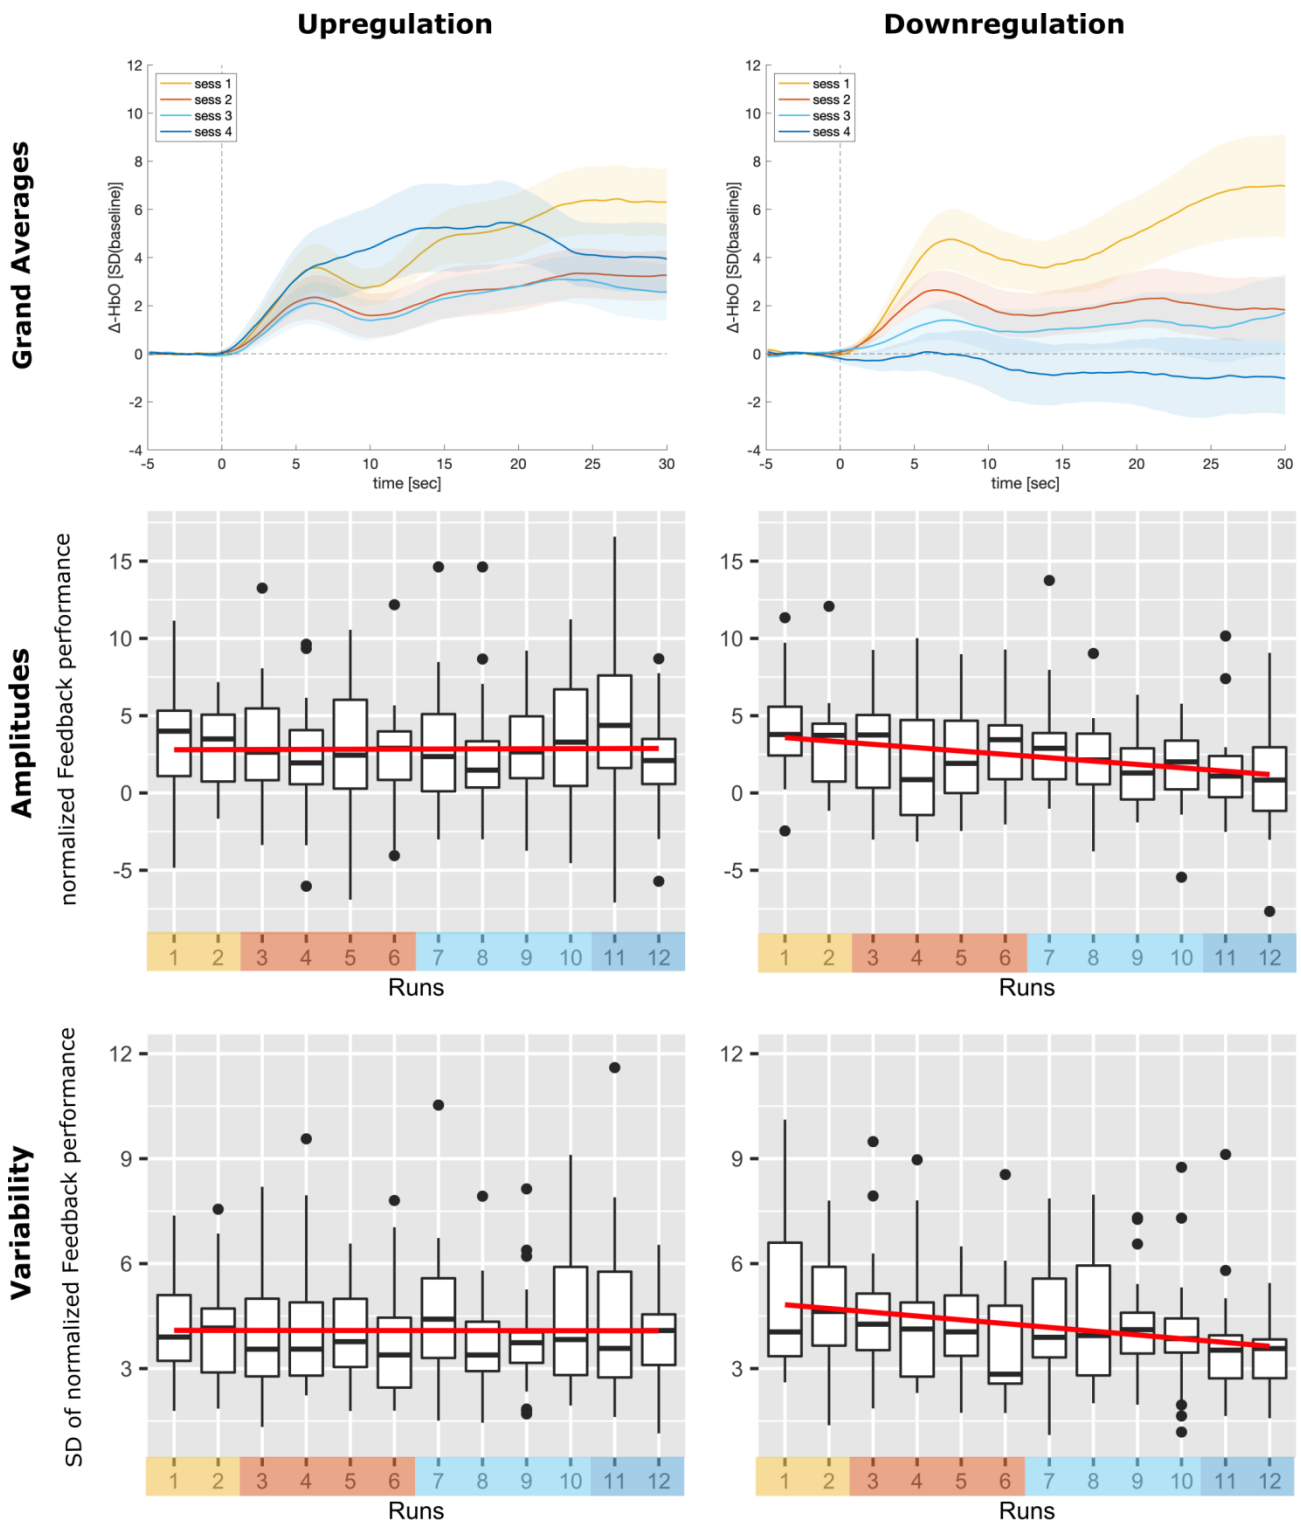 Upregulation
Downregulation
Grand Averages
Δ-HbO [SD(baseline)]
12
10
8
6
4
2
0
-2
-4
sess 1
sess 2
sess 3
sess 4
-5 0 5 10 15 20 25 30
time [sec]
Δ-HbO [SD(baseline)]
12
10
8
6
4
2
0
-2
-4
sess 1
sess 2
sess 3
sess 4
-5 0 5 10 15 20 25 30
time [sec]
Amplitudes
normalized Feedback performance
15
10
5
0
-5
1 2 3 4 5 6 7 8 9 10 11 12
Runs
15
10
5
0
-5
1 2 3 4 5 6 7 8 9 10 11 12
Runs
Variability
SD of normalized Feedback performance
12
9
6
3
1 2 3 4 5 6 7 8 9 10 11 12
Runs
12
9
6
3
1 2 3 4 5 6 7 8 9 10 11 12
Runs